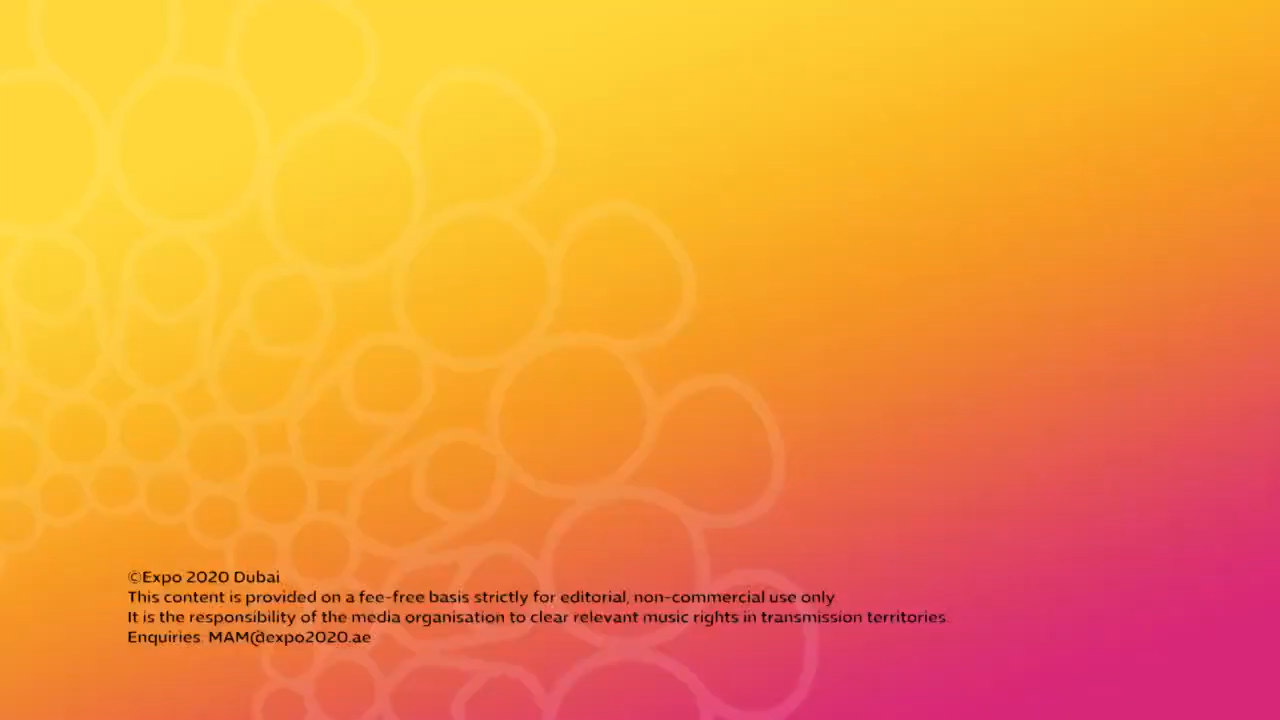 ©Expo 2020 Dubai
This content is provided on a fee-free basis strictly for editorial, non-commercial use only.
It is the responsibility of the media organisation to clear relevant music rights in transmission territories.
Enquiries: MAM@expo2020.ae